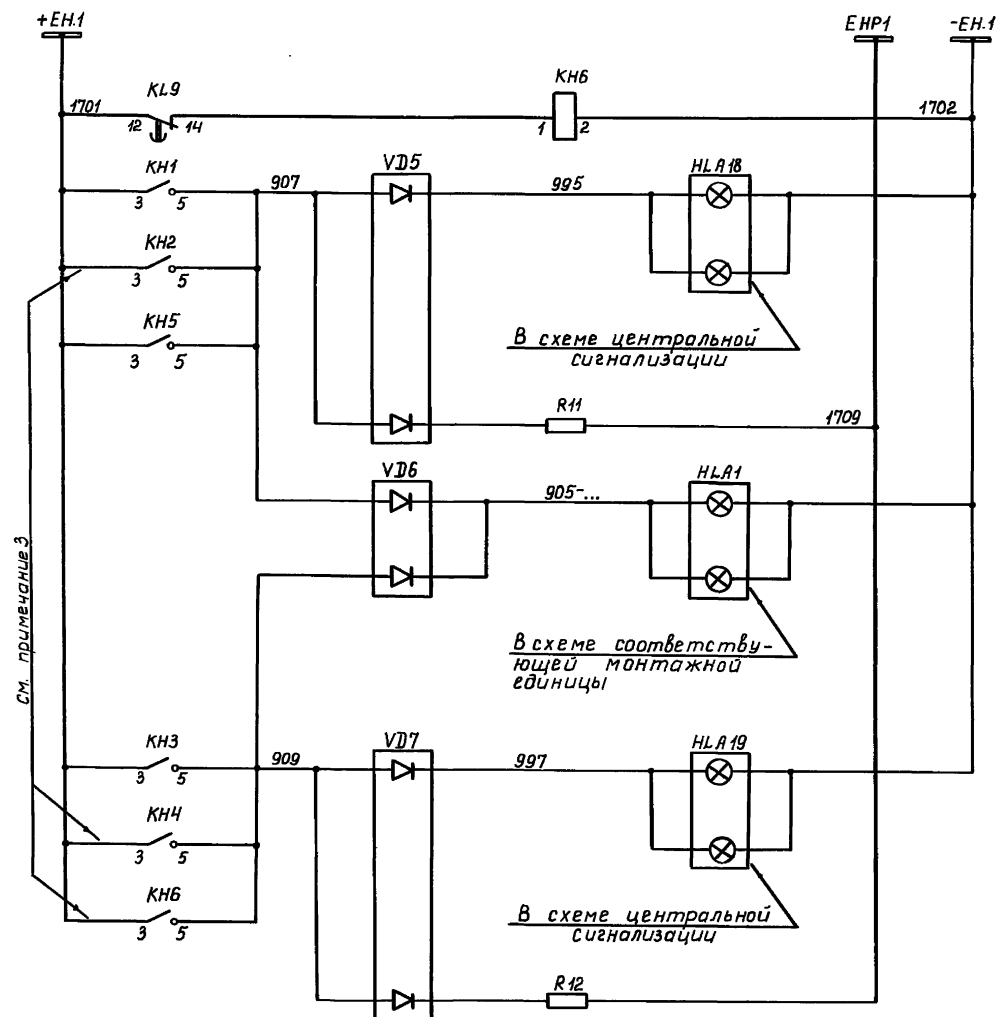 +EH.1
EHP1
-EH.1
KL9
KH6
1701
1702
12
14
1
2
KH1
907
VD5
995
HLA18
3
5
KH2
3
5
KH5
3
5
В схеме центральной
сигнализации
R11
1709
VD6
905-...
HLA1
см. примечание 3
В схеме соответству-
ющей монтажной
единицы
KH3
909
VD7
997
HLA19
3
5
KH4
3
5
KH6
3
5
В схеме центральной
сигнализации
R12